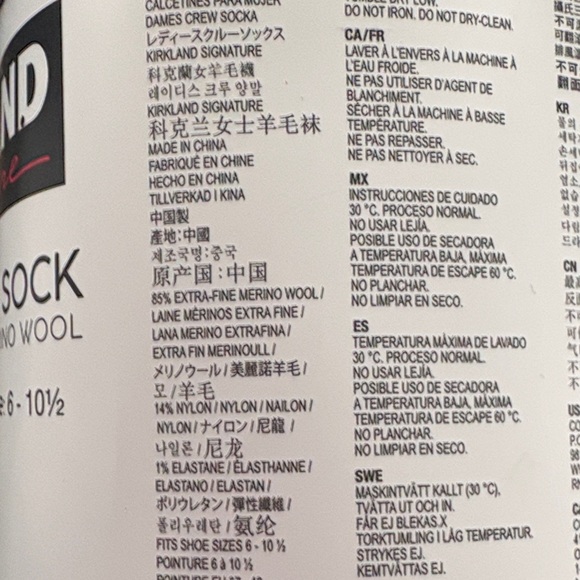 ND
SOCK
NO WOOL
6 - 10½
CALCETINES PARA MUJER
DAMES CREW SOCKA
レディースクルーソックス
KIRKLAND SIGNATURE
科克蘭女羊毛襪
레이디스 크루 양말
KIRKLAND SIGNATURE
科克兰女士羊毛袜
MADE IN CHINA
FABRIQUÉ EN CHINE
HECHO EN CHINA
TILLVERKAD I KINA
中国製
產地:中國
제조국명:중국
原产国:中国
85% EXTRA-FINE MERINO WOOL /
LAINE MÉRINOS EXTRA FINE /
LANA MERINO EXTRAFINA /
EXTRA FIN MERINOULL /
メリノウール / 美麗諾羊毛 /
모 / 羊毛
14% NYLON / NYLON / NAILON /
NYLON / ナイロン / 尼龍 /
나일론 / 尼龙
1% ELASTANE / ÉLASTHANNE /
ELASTANO / ELASTAN /
ポリウレタン / 彈性纖維 /
폴리우레탄 / 氨纶
FITS SHOE SIZES 6 - 10 ½
POINTURE 6 à 10 ½
DO NOT IRON. DO NOT DRY-CLEAN.
CA/FR
LAVER À L'ENVERS À LA MACHINE À
L'EAU FROIDE.
NE PAS UTILISER D'AGENT DE
BLANCHIMENT.
SÉCHER À LA MACHINE À BASSE
TEMPÉRATURE.
NE PAS REPASSER.
NE PAS NETTOYER À SEC.
MX
INSTRUCCIONES DE CUIDADO
30 °C. PROCESO NORMAL.
NO USAR LEJÍA.
POSIBLE USO DE SECADORA
A TEMPERATURA BAJA, MÁXIMA
TEMPERATURA DE ESCAPE 60 °C.
NO PLANCHAR.
NO LIMPIAR EN SECO.
ES
TEMPERATURA MÁXIMA DE LAVADO
30 °C. PROCESO NORMAL.
NO USAR LEJÍA.
POSIBLE USO DE SECADORA
A TEMPERATURA BAJA, MÁXIMA
TEMPERATURA DE ESCAPE 60 °C.
NO PLANCHAR.
NO LIMPIAR EN SECO.
SWE
MASKINTVÄTT KALLT (30 °C),
TVÄTTA UT OCH IN.
FÅR EJ BLEKAS.X
TORKTUMLING I LÅG TEMPERATUR.
STRYKES EJ.
KEMTVÄTTAS EJ.
KR
CN